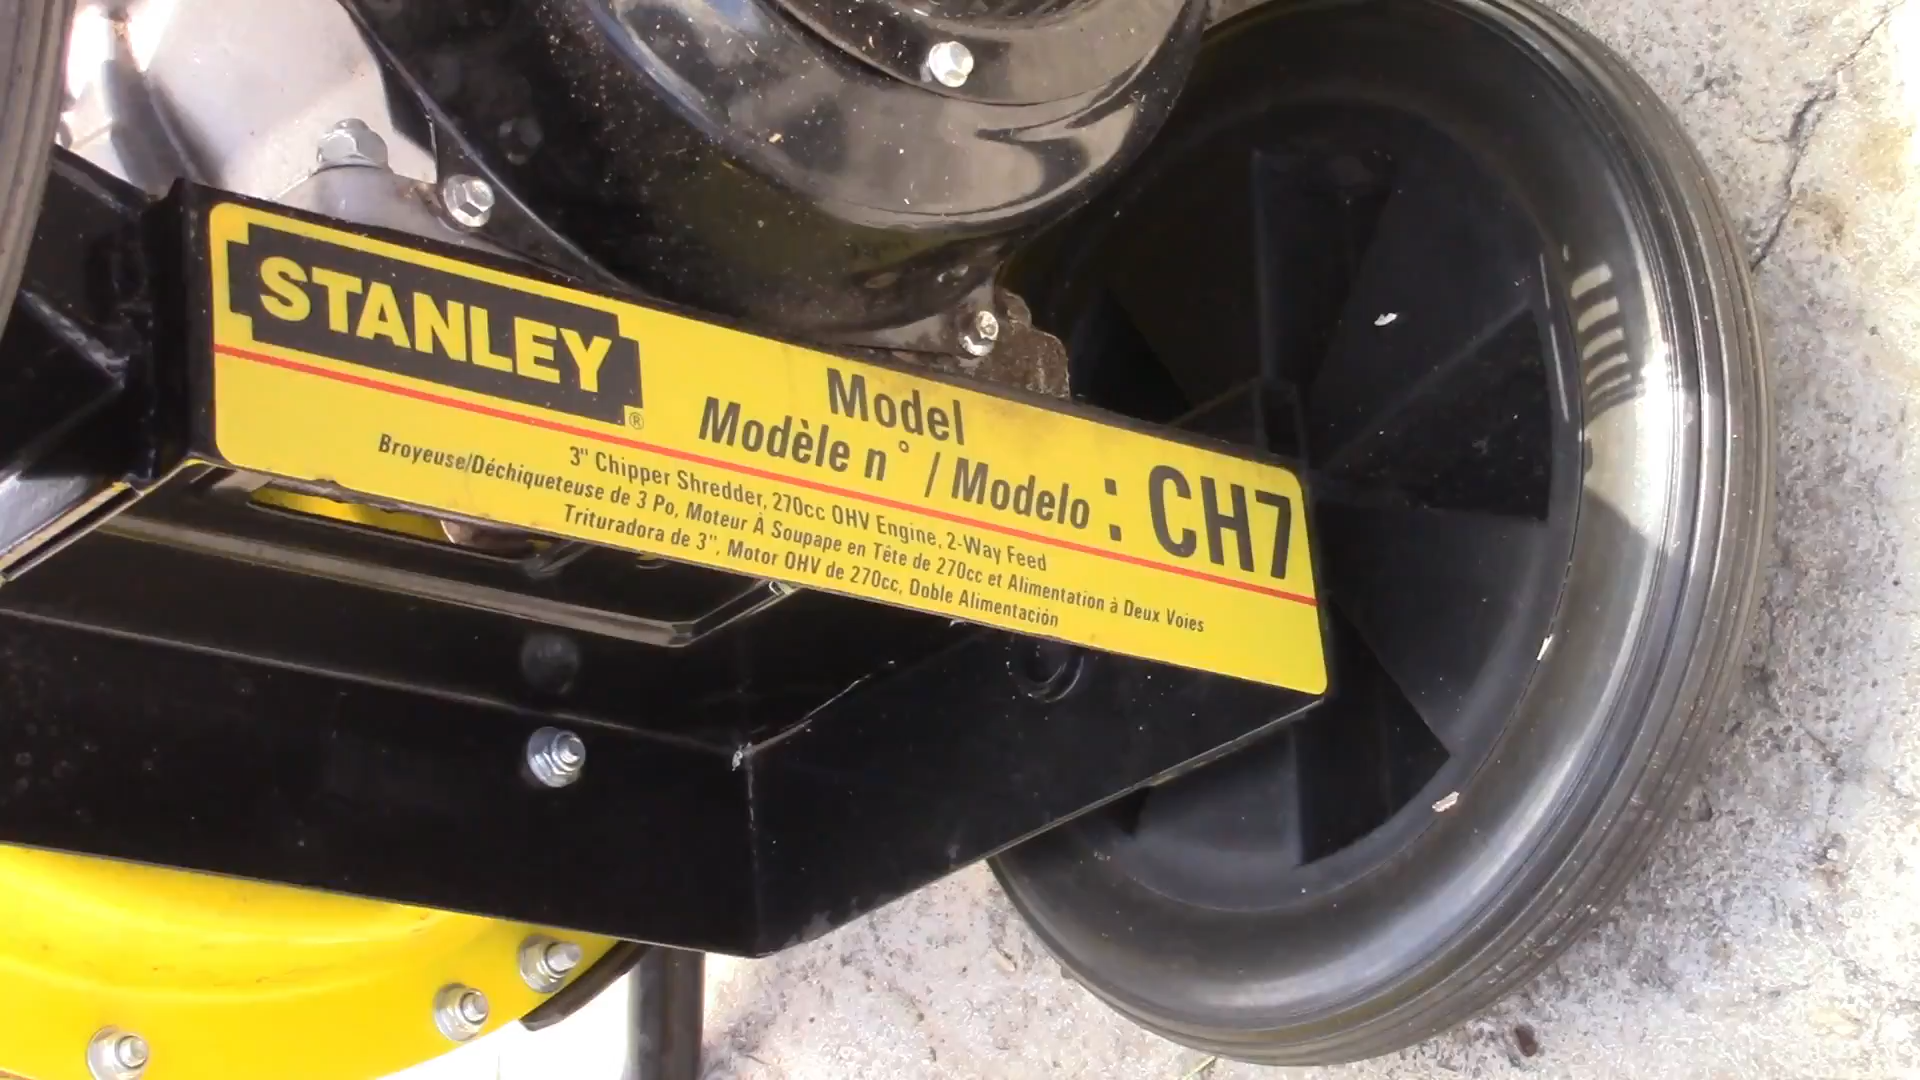 STANLEY®
Model
Modèle n° / Modelo : CH7
3" Chipper Shredder, 270cc OHV Engine, 2-Way Feed
Broyeuse/Déchiqueteuse de 3 Po, Moteur À Soupape en Tête de 270cc et Alimentation à Deux Voies
Trituradora de 3", Motor OHV de 270cc, Doble Alimentación